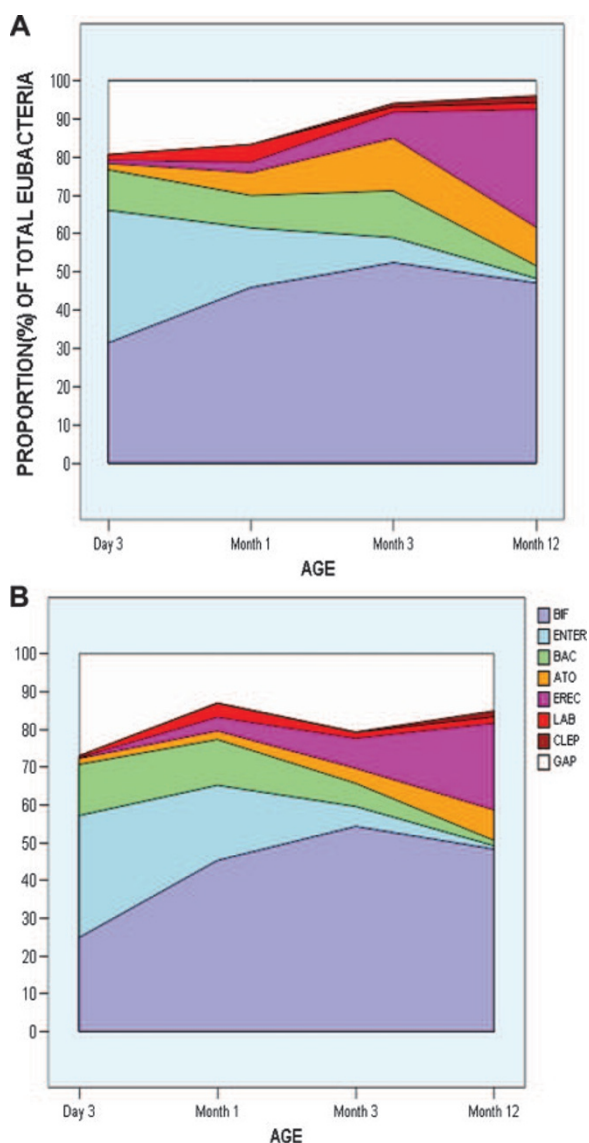 A
PROPORTION(%) OF TOTAL EUBACTERIA
100
90
80
70
60
50
40
30
20
10
0
Day 3 Month 1 Month 3 Month 12
AGE
B
100
90
80
70
60
50
40
30
20
10
0
BIF
ENTER
BAC
ATO
EREC
LAB
CLEP
GAP
Day 3 Month 1 Month 3 Month 12
AGE